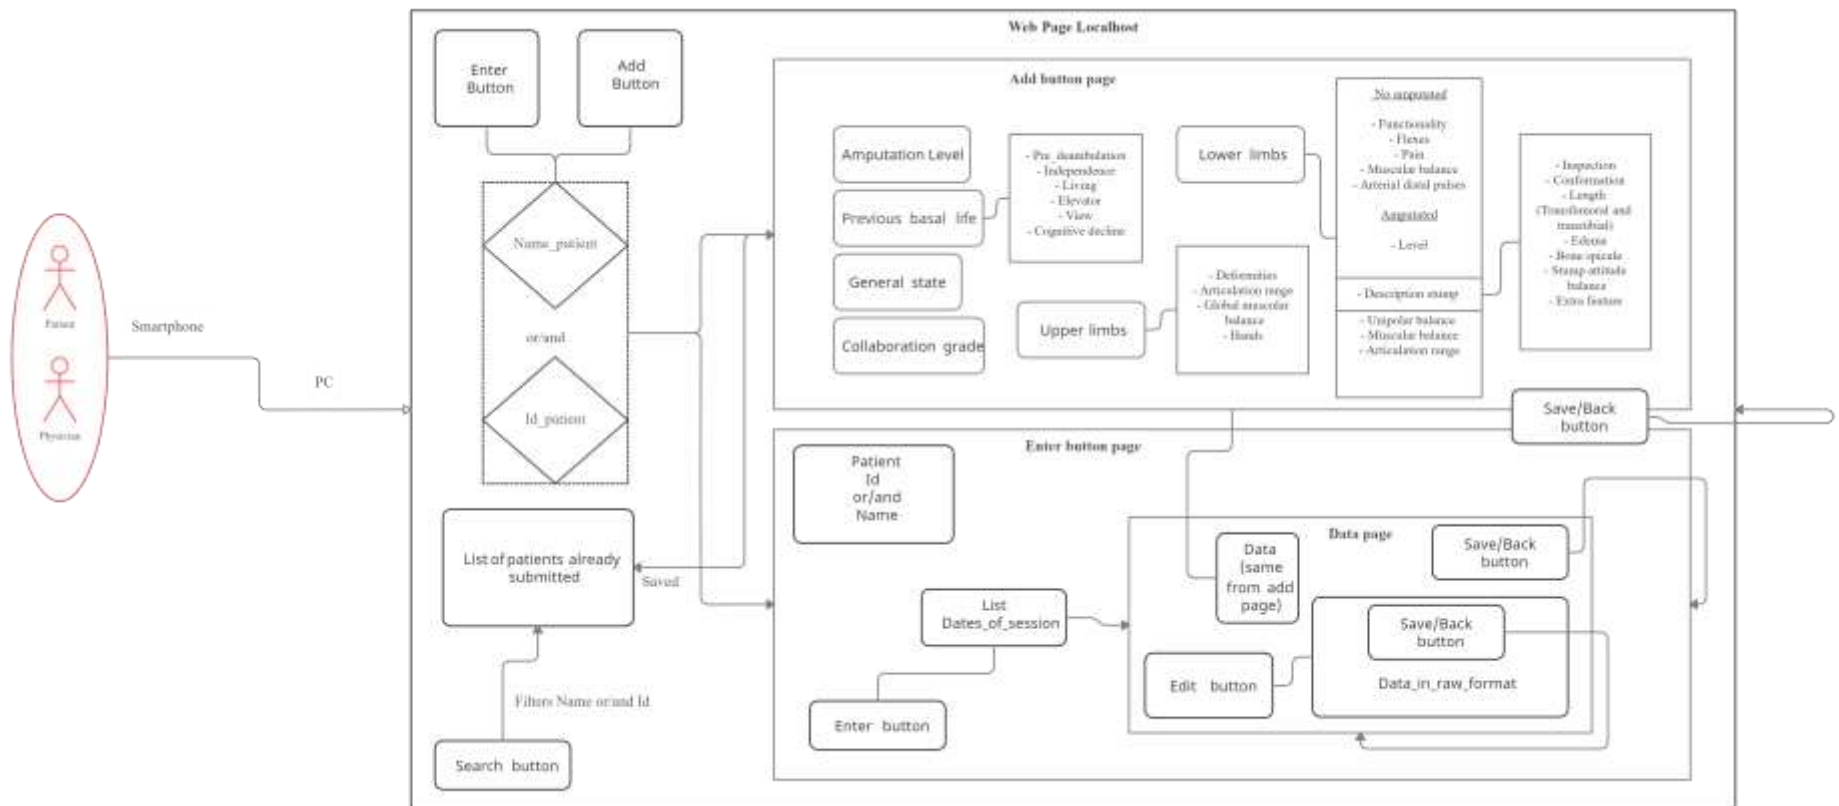 Web Page Localhost
Enter
Button
Add
Button
Name_patient
or/and
Id_patient
Patient
Physician
Smartphone
PC
List of patients already
submitted
Saved
Filters Name or/and Id
Search button
Add button page
Amputation Level
Previous basal life
General state
Collaboration grade
- Pre_deambulation
- Independence
- Living
- Elevator
- View
- Cognitive decline
Upper limbs
- Deformities
- Articulation range
- Global muscular
balance
- Hands
Lower limbs
No amputated
- Functionality
- Flexes
- Pain
- Muscular balance
- Arterial distal pulses
Amputated
- Level
- Description stump
- Unipolar balance
- Muscular balance
- Articulation range
- Inspection
- Conformation
- Length
(Transfemoral and
transtibial)
- Edema
- Bone spicule
- Stump attitude
balance
- Extra feature
Save/Back
button
Enter button page
Patient
Id
or/and
Name
List
Dates_of_session
Enter button
Data page
Data
(same
from add
page)
Save/Back
button
Edit button
Save/Back
button
Data_in_raw_format